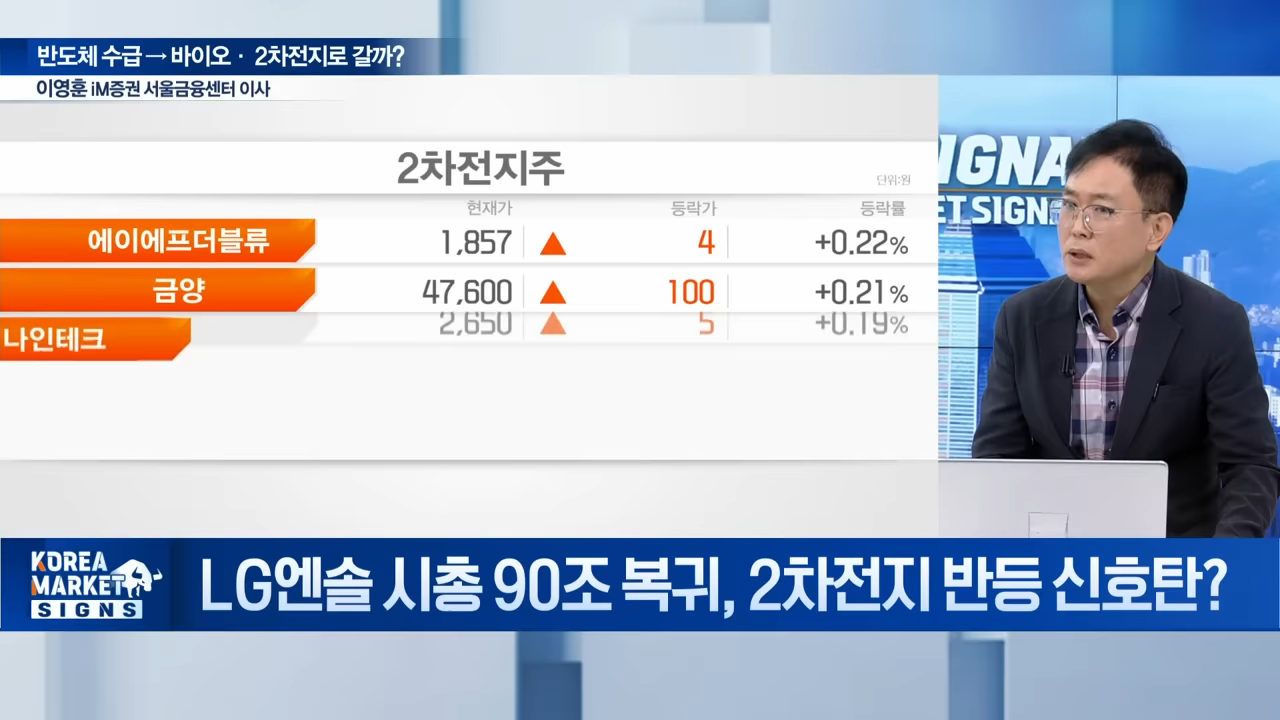 반도체 수급→바이오· 2차전지로 갈까?
이영훈 iM증권 서울금융센터 이사
2차전지주
단위:원
현재가 등락가 등락률
에이에프더블류 1,857 ▲ 4 +0.22%
금양 47,600 ▲ 100 +0.21%
나인테크 2,650 ▲ 5 +0.19%
IGNA
ET SIGN
KOREA
MARKET
SIGNS
LG엔솔 시총 90조 복귀, 2차전지 반등 신호탄?